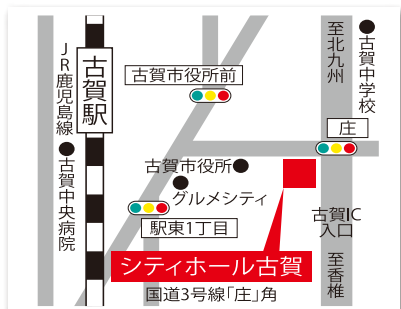 JR鹿児島線
古賀駅
古賀市役所前
至北九州
古賀中学校
庄
古賀中央病院
古賀市役所
グルメシティ
駅東1丁目
古賀IC
入口
シティホール古賀
至香椎
国道3号線「庄」角